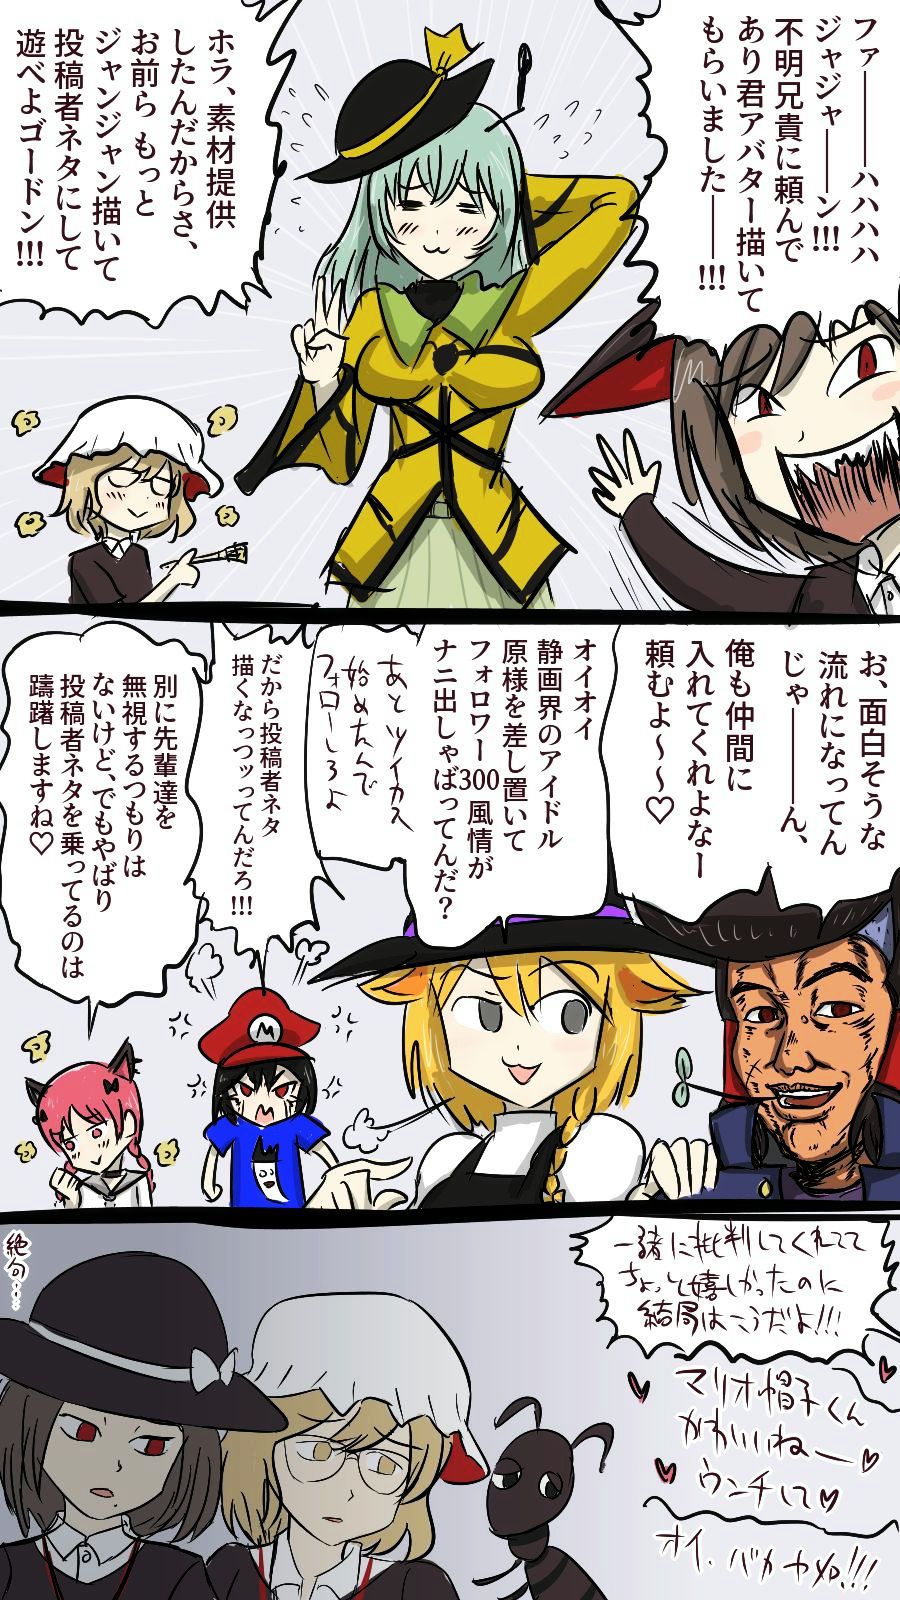 ファ━━ハハハハ
ジャジャ━━ン!!!
不明兄貴に頼んで
あり君アバター描いて
もらいました━━!!!
ホラ、素材提供
したんだからさ、
お前ら もっと
ジャンジャン描いて
投稿者ネタにして
遊べよゴードン!!!
お、面白そうな
流れになってん
じゃ━━ん、
俺も仲間に
入れてくれよなー
頼むよ～～♡
オイオイ
静画界のアイドル
原様を差し置いて
フォロワー300風情が
ナニ出しゃばってんだ？
あとツイカス
始めたんで
フォローしろよ
だから投稿者ネタ
描くなっつッってんだろ!!!
別に先輩達を
無視するつもりは
ないけど、でもやばり
投稿者ネタを乗ってるのは
躊躇しますね♡
M
一緒に批判してくれてて
ちょっと嬉しかったのに
結局はこうだよ!!!
マリオ帽子くん
かわいいねー♡
ウンチして♡
オイ、バカヤめ!!!
絶句……